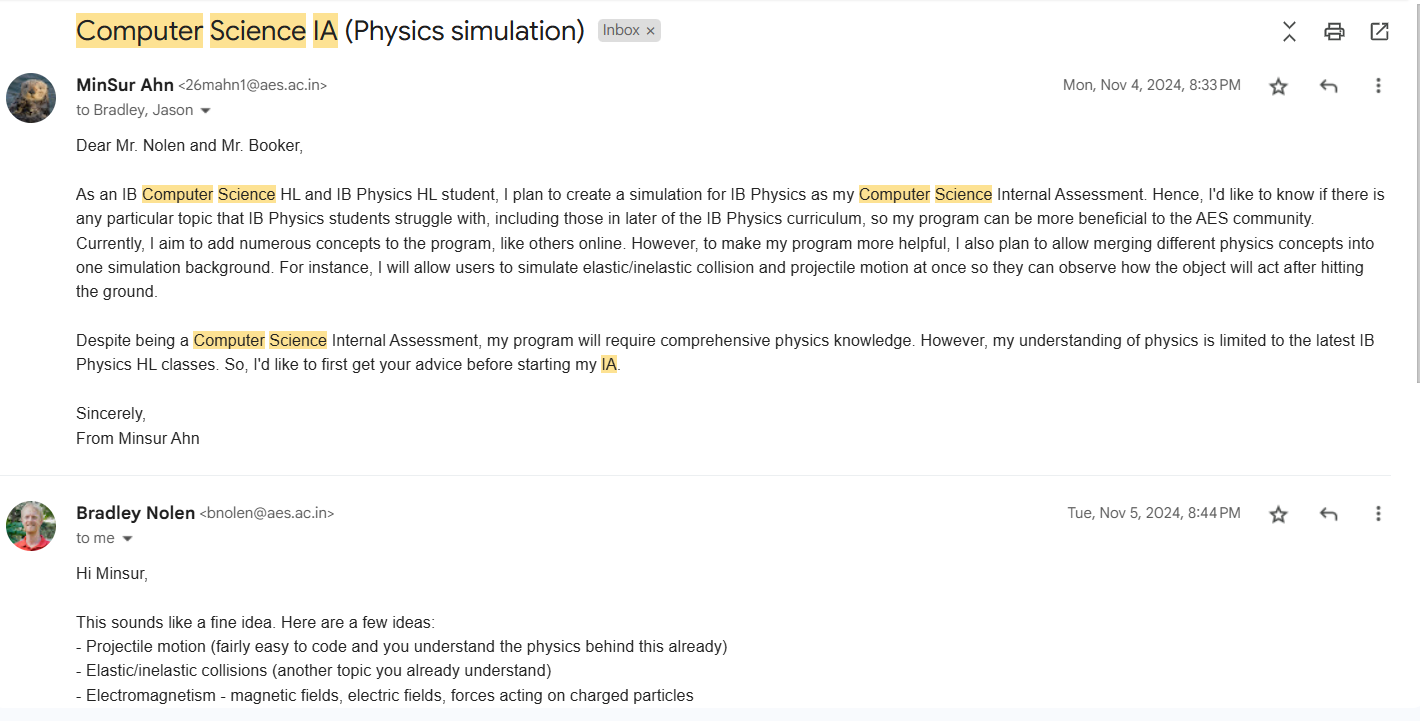 Computer Science IA (Physics simulation) Inbox ×
MinSur Ahn <26mahn1@aes.ac.in> Mon, Nov 4, 2024, 8:33 PM
to Bradley, Jason
Dear Mr. Nolen and Mr. Booker,
As an IB Computer Science HL and IB Physics HL student, I plan to create a simulation for IB Physics as my Computer Science Internal Assessment. Hence, I'd like to know if there is
any particular topic that IB Physics students struggle with, including those in later of the IB Physics curriculum, so my program can be more beneficial to the AES community.
Currently, I aim to add numerous concepts to the program, like others online. However, to make my program more helpful, I also plan to allow merging different physics concepts into
one simulation background. For instance, I will allow users to simulate elastic/inelastic collision and projectile motion at once so they can observe how the object will act after hitting
the ground.
Despite being a Computer Science Internal Assessment, my program will require comprehensive physics knowledge. However, my understanding of physics is limited to the latest IB
Physics HL classes. So, I'd like to first get your advice before starting my IA.
Sincerely,
From Minsur Ahn
Bradley Nolen <bnolen@aes.ac.in> Tue, Nov 5, 2024, 8:44 PM
to me
Hi Minsur,
This sounds like a fine idea. Here are a few ideas:
- Projectile motion (fairly easy to code and you understand the physics behind this already)
- Elastic/inelastic collisions (another topic you already understand)
- Electromagnetism - magnetic fields, electric fields, forces acting on charged particles